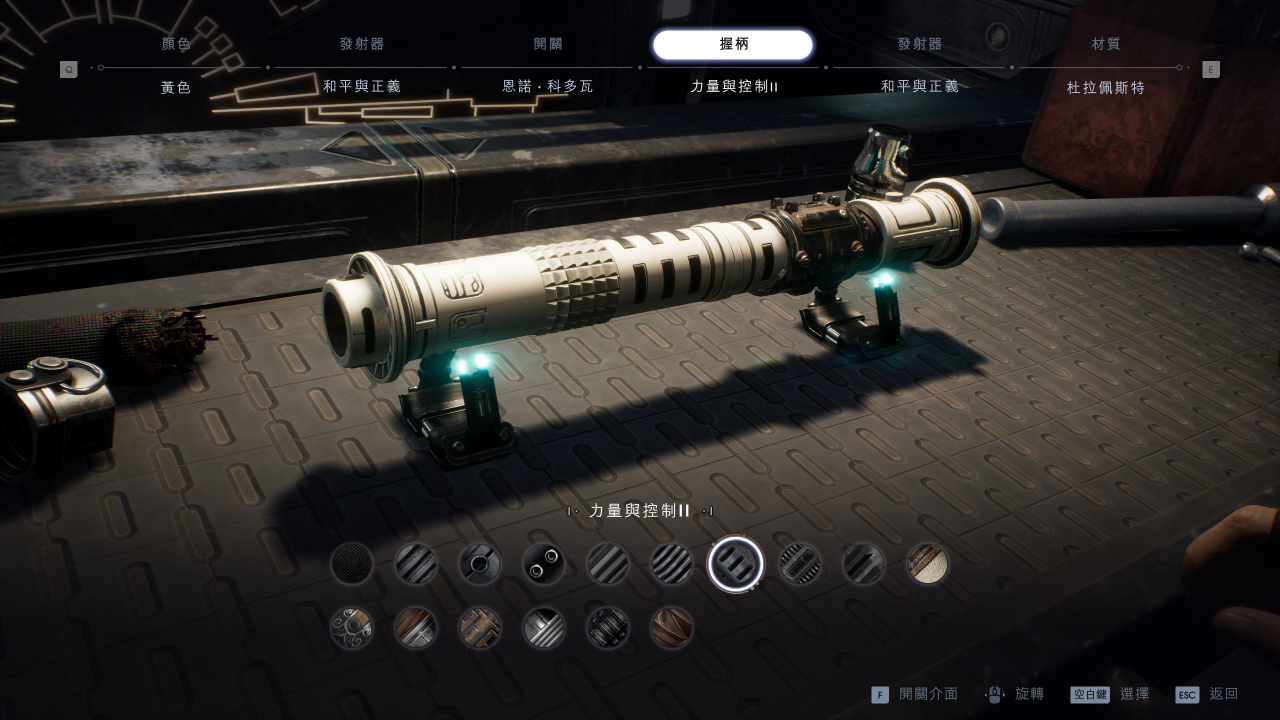 顏色 發射器 開關 握柄 發射器 材質
Q E
黃色 和平與正義 恩諾·科多瓦 力量與控制II 和平與正義 杜拉佩斯特
力量與控制II
F 開關介面 旋轉 空白鍵 選擇 ESC 返回